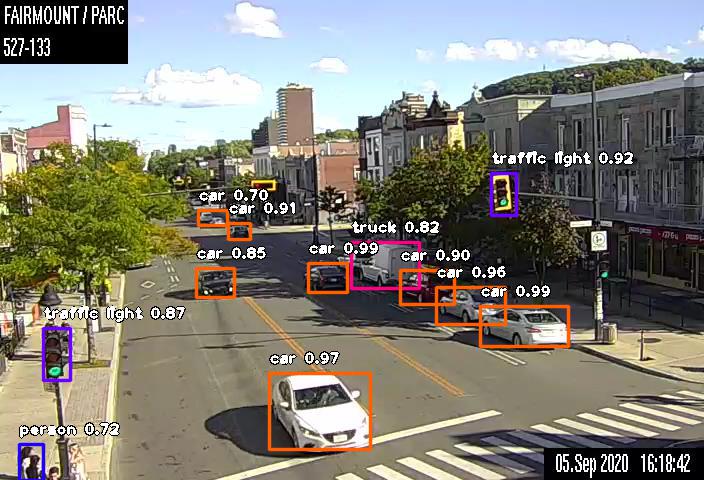 FAIRMOUNT / PARC
527-133
traffic light 0.92
car 0.70
car 0.91
truck 0.82
car 0.85
car 0.99
car 0.90
car 0.96
car 0.99
traffic light 0.87
car 0.97
person 0.72
05.Sep 2020 16:18:42